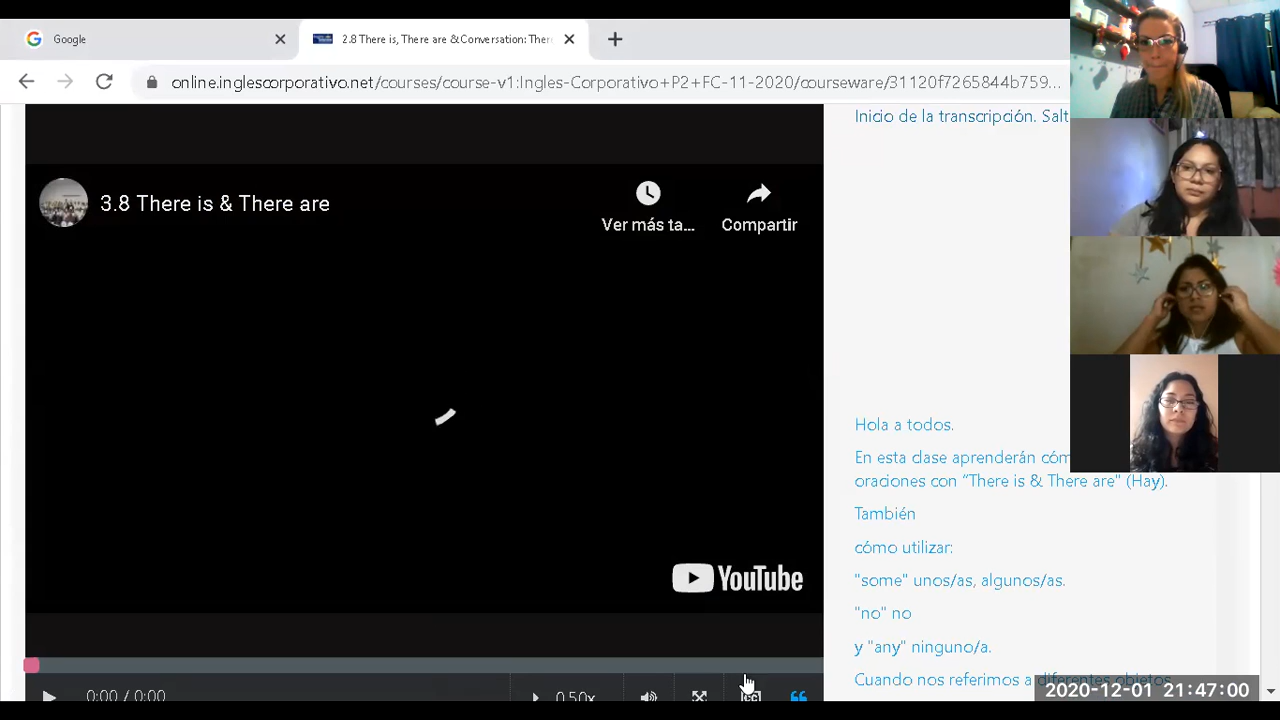 Google
2.8 There is, There are & Conversation: Ther
online.inglescorporativo.net/courses/course-v1:Ingles-Corporativo+P2+FC-11-2020/courseware/31120f7265844b759...
Inicio de la transcripción. Salt
3.8 There is & There are
Ver más ta...
Compartir
YouTube
Hola a todos.
En esta clase aprenderán cóm
oraciones con "There is & There are" (Hay).
También
cómo utilizar:
"some" unos/as, algunos/as.
"no" no
y "any" ninguno/a.
Cuando nos referimos a diferentes objetos
0:00 / 0:00
0.50x
2020-12-01 21:47:00